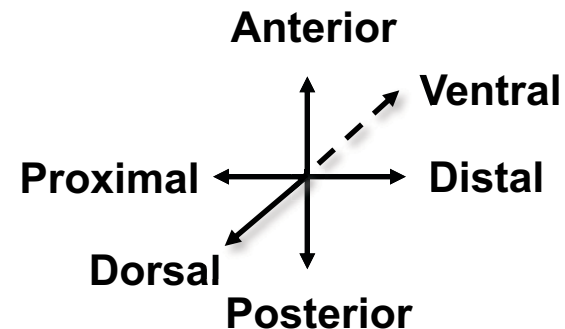 Anterior
Ventral
Proximal
Distal
Dorsal
Posterior